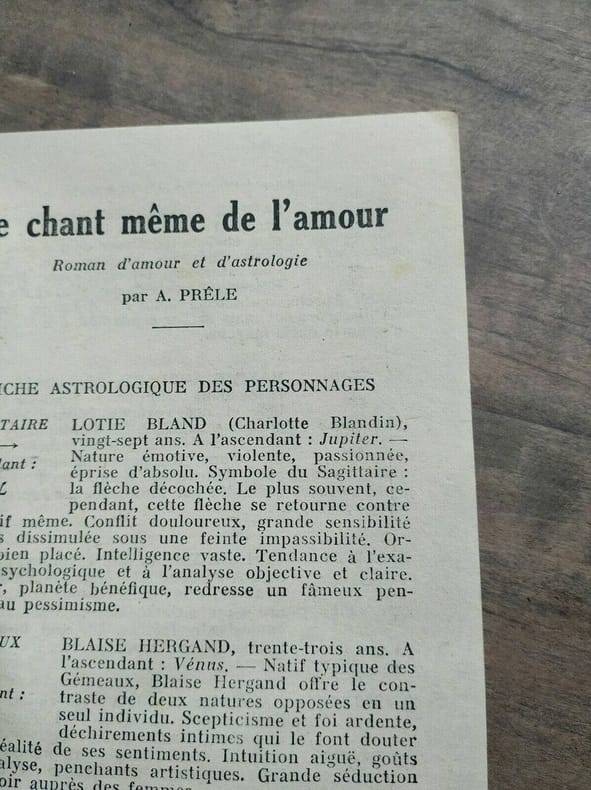 e chant même de l'amour
Roman d'amour et d'astrologie
par A. PRÊLE
ICHE ASTROLOGIQUE DES PERSONNAGES
TAIRE LOTIE BLAND (Charlotte Blandin),
→ vingt-sept ans. A l'ascendant : Jupiter. —
Nature émotive, violente, passionnée,
dant : éprise d'absolu. Symbole du Sagittaire :
la flèche décochée. Le plus souvent, ce-
pendant, cette flèche se retourne contre
if même. Conflit douloureux, grande sensibilité
s dissimulée sous une feinte impassibilité. Or-
bien placé. Intelligence vaste. Tendance à l'exa-
sychologique et à l'analyse objective et claire.
r, planète bénéfique, redresse un fâmeux pen-
au pessimisme.
UX BLAISE HERGAND, trente-trois ans. A
l'ascendant : Vénus. — Natif typique des
Gémeaux, Blaise Hergand offre le con-
nt : traste de deux natures opposées en un
seul individu. Scepticisme et foi ardente,
déchirements intimes qui le font douter
éalité de ses sentiments. Intuition aiguë, goûts
alyse, penchants artistiques. Grande séduction
oir auprès des femmes.